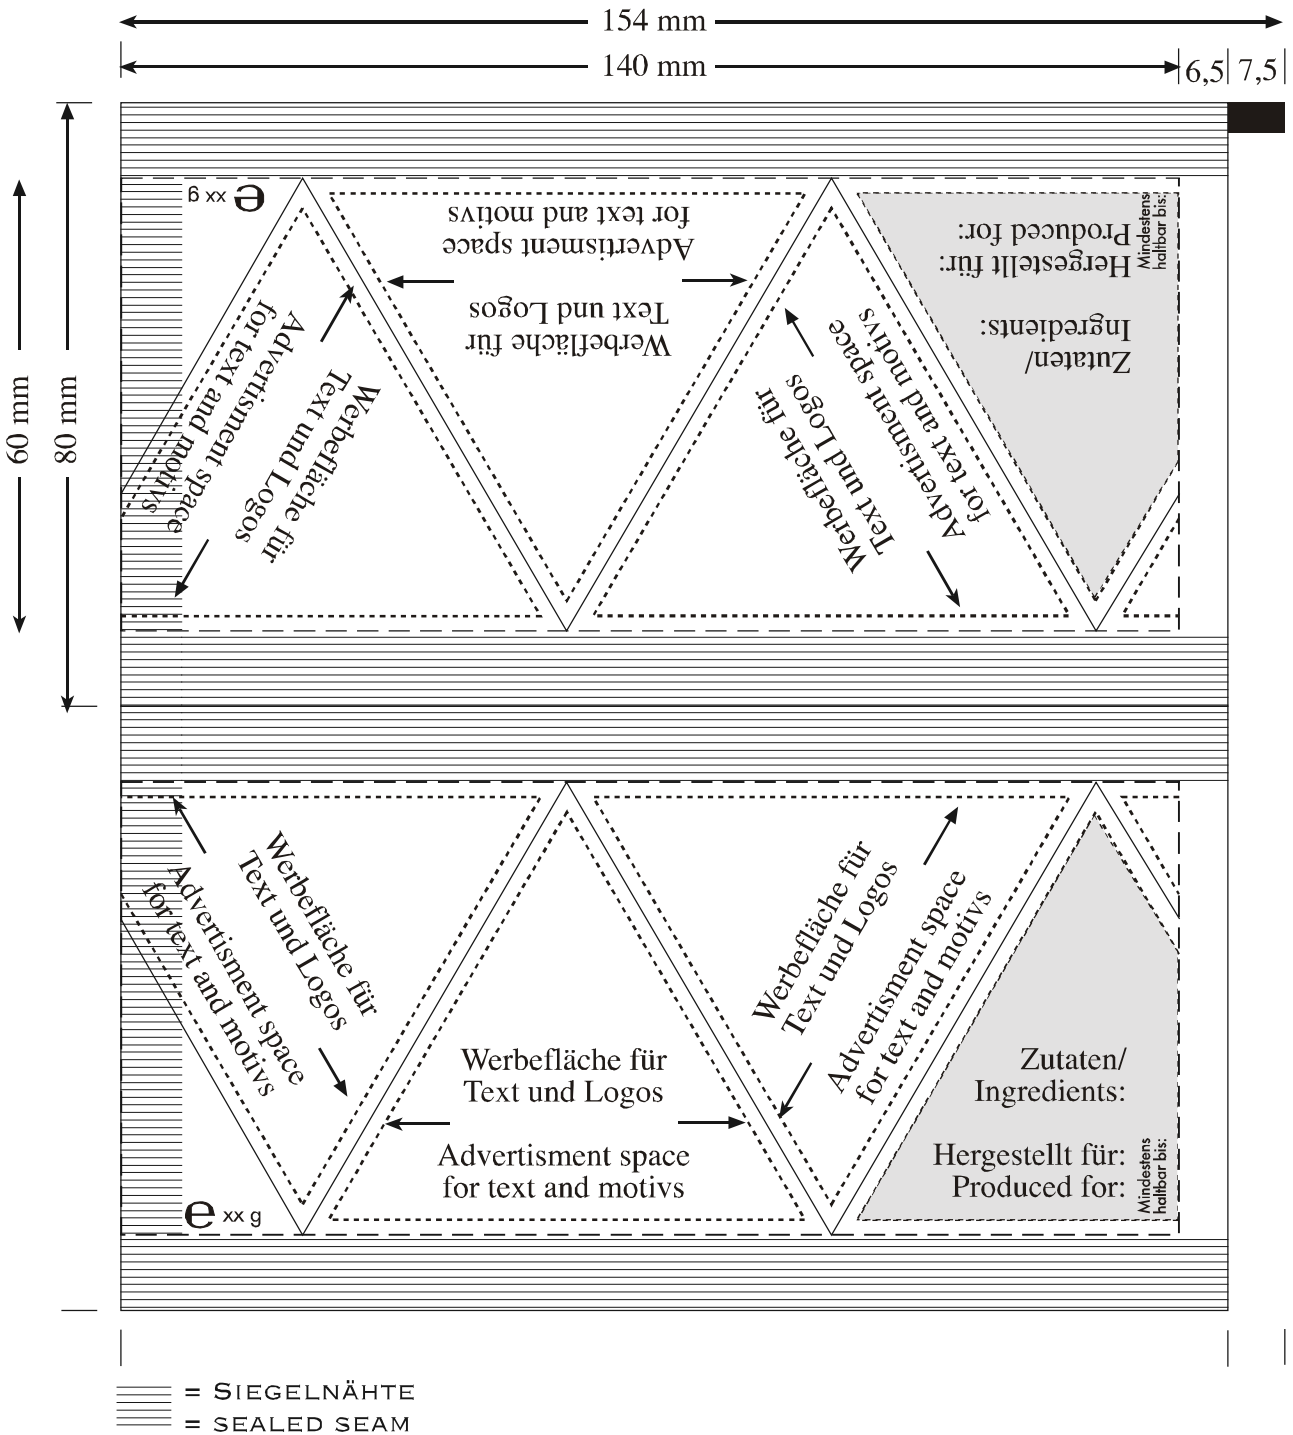 154 mm
140 mm
6,5
7,5
60 mm
80 mm
℮ xx g
for text and motivs
Advertisment space
Text und Logos
Werbefläche für
for text and motivs
Advertisment space
Text und Logos
Werbefläche für
Werbefläche für
Text und Logos
Advertisment space
for text and motivs
Mindestens
haltbar bis:
Produced for:
Hergestellt für:
Ingredients:
Zutaten/
Werbefläche für
Text und Logos
Advertisment space
for text and motivs
Werbefläche für
Text und Logos
Advertisment space
for text and motivs
Werbefläche für
Text und Logos
Advertisment space
for text and motivs
Zutaten/
Ingredients:
Hergestellt für:
Produced for:
Mindestens
haltbar bis:
℮ xx g
= SIEGELNÄHTE
= SEALED SEAM